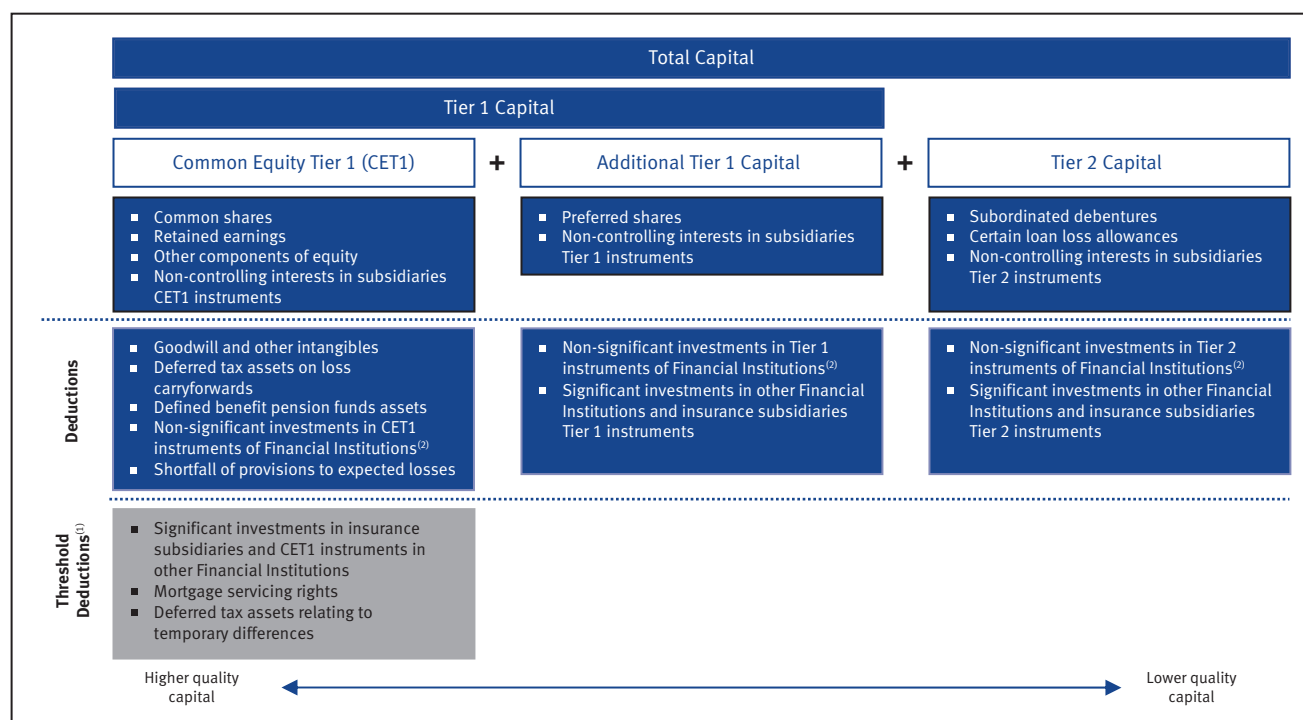 Total Capital
Tier 1 Capital
Common Equity Tier 1 (CET1)
+
Additional Tier 1 Capital
+
Tier 2 Capital
■ Common shares
■ Retained earnings
■ Other components of equity
■ Non-controlling interests in subsidiaries
CET1 instruments
■ Preferred shares
■ Non-controlling interests in subsidiaries
Tier 1 instruments
■ Subordinated debentures
■ Certain loan loss allowances
■ Non-controlling interests in subsidiaries
Tier 2 instruments
Deductions
■ Goodwill and other intangibles
■ Deferred tax assets on loss
carryforwards
■ Defined benefit pension funds assets
■ Non-significant investments in CET1
instruments of Financial Institutions(2)
■ Shortfall of provisions to expected losses
■ Non-significant investments in Tier 1
instruments of Financial Institutions(2)
■ Significant investments in other Financial
Institutions and insurance subsidiaries
Tier 1 instruments
■ Non-significant investments in Tier 2
instruments of Financial Institutions(2)
■ Significant investments in other Financial
Institutions and insurance subsidiaries
Tier 2 instruments
Threshold
Deductions(1)
■ Significant investments in insurance
subsidiaries and CET1 instruments in
other Financial Institutions
■ Mortgage servicing rights
■ Deferred tax assets relating to
temporary differences
Higher quality
capital
Lower quality
capital